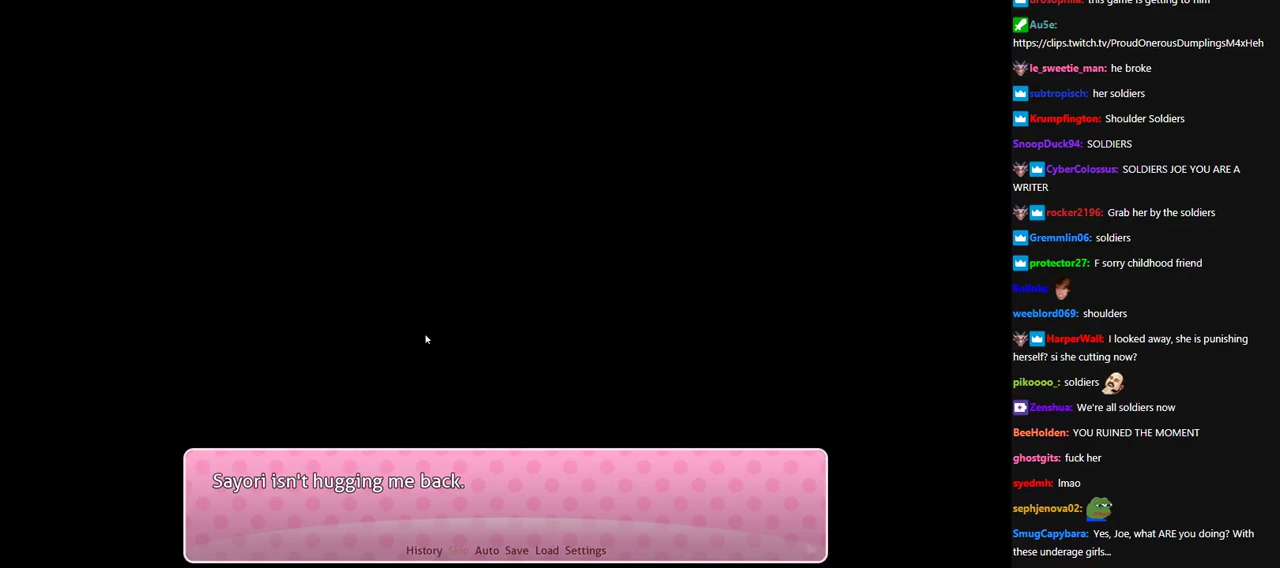 Sayori isn't hugging me back.
History Skip Auto Save Load Settings
drosophila: this game is getting to him
Au5e:
https://clips.twitch.tv/ProudOnerousDumplingsM4xHeh
le_sweetie_man: he broke
subtropisch: her soldiers
Krumpfington: Shoulder Soldiers
SnoopDuck94: SOLDIERS
CyberColossus: SOLDIERS JOE YOU ARE A
WRITER
rocker2196: Grab her by the soldiers
Gremmlin06: soldiers
protector27: F sorry childhood friend
weeblord069: shoulders
HarperWall: I looked away, she is punishing
herself? si she cutting now?
pikoooo_: soldiers
Zenshua: We're all soldiers now
BeeHolden: YOU RUINED THE MOMENT
ghostgits: fuck her
syedmh: lmao
sephjenova02:
SmugCapybara: Yes, Joe, what ARE you doing? With
these underage girls...